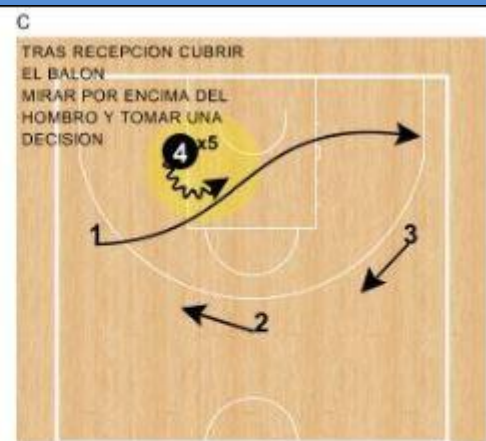 C
TRAS RECEPCION CUBRIR
EL BALON
MIRAR POR ENCIMA DEL
HOMBRO Y TOMAR UNA
DECISION
4 x5
1
3
2